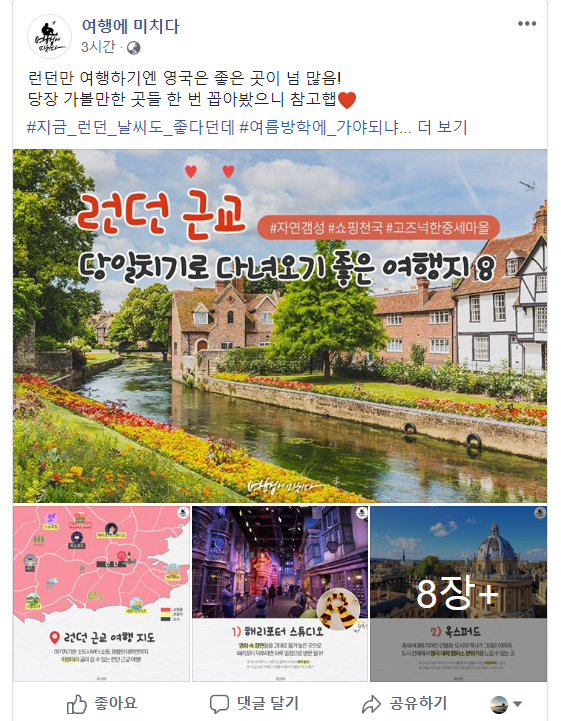 여행에 미치다
3시간
런던만 여행하기엔 영국은 좋은 곳이 넘 많음!
당장 가볼만한 곳들 한 번 꼽아봤으니 참고햅❤
#지금_런던_날씨도_좋다던데 #여름방학에_가야되냐... 더 보기
런던 근교
#자연갬성 #쇼핑천국 #고즈넉한중세마을
당일치기로 다녀오기 좋은 여행지 8
여행에 미치다
런던 근교 여행 지도
1) 해리포터 스튜디오
2) 옥스퍼드
8장+
좋아요
댓글 달기
공유하기